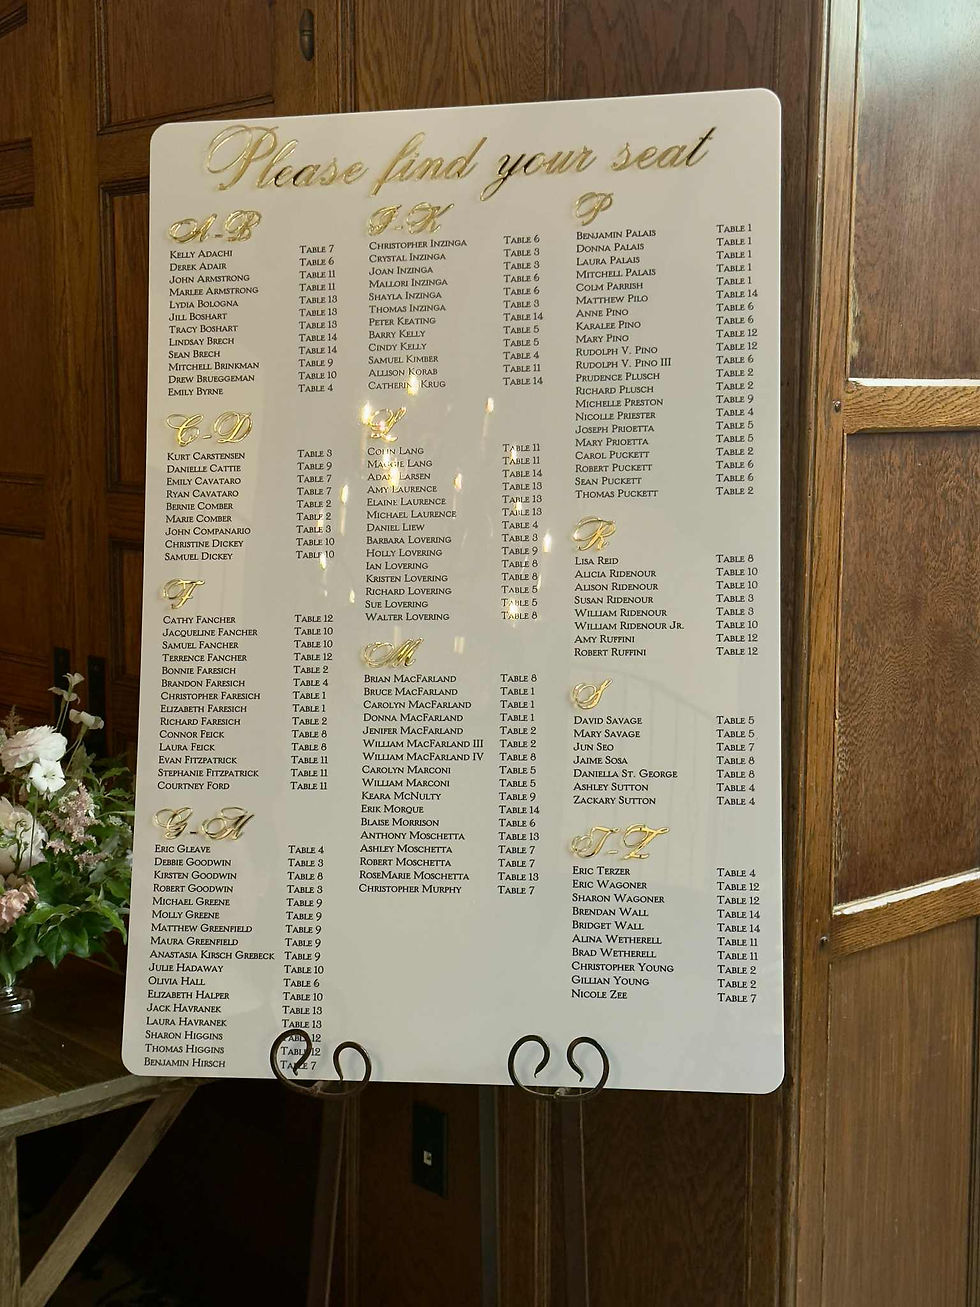 Please find your seat
A-B
KELLY ADACHI TABLE 7
DEREK ADAIR TABLE 6
JOHN ARMSTRONG TABLE 11
MARLEE ARMSTRONG TABLE 11
LYDIA BOLOGNA TABLE 13
JILL BOSHART TABLE 13
TRACY BOSHART TABLE 13
LINDSAY BRECH TABLE 14
SEAN BRECH TABLE 14
MITCHELL BRINKMAN TABLE 9
DREW BRUEGGEMAN TABLE 10
EMILY BYRNE TABLE 4
C-D
KURT CARSTENSEN TABLE 3
DANIELLE CATTIE TABLE 9
EMILY CAVATARO TABLE 7
RYAN CAVATARO TABLE 7
BERNIE COMBER TABLE 2
MARIE COMBER TABLE 2
JOHN COMPANARIO TABLE 3
CHRISTINE DICKEY TABLE 10
SAMUEL DICKEY TABLE 10
F
CATHY FANCHER TABLE 12
JACQUELINE FANCHER TABLE 10
SAMUEL FANCHER TABLE 10
TERRENCE FANCHER TABLE 12
BONNIE FARESICH TABLE 2
BRANDON FARESICH TABLE 4
CHRISTOPHER FARESICH TABLE 1
ELIZABETH FARESICH TABLE 1
RICHARD FARESICH TABLE 2
CONNOR FEICK TABLE 8
LAURA FEICK TABLE 8
EVAN FITZPATRICK TABLE 11
STEPHANIE FITZPATRICK TABLE 11
COURTNEY FORD TABLE 11
G-H
ERIC GLEAVE TABLE 4
DEBBIE GOODWIN TABLE 3
KIRSTEN GOODWIN TABLE 8
ROBERT GOODWIN TABLE 3
MICHAEL GREENE TABLE 9
MOLLY GREENE TABLE 9
MATTHEW GREENFIELD TABLE 9
MAURA GREENFIELD TABLE 9
ANASTASIA KIRSCH GREBECK TABLE 9
JULIE HADAWAY TABLE 10
OLIVIA HALL TABLE 6
ELIZABETH HALPER TABLE 10
JACK HAVRANEK TABLE 13
LAURA HAVRANEK TABLE 13
SHARON HIGGINS TABLE 12
THOMAS HIGGINS TABLE 12
BENJAMIN HIRSCH TABLE 7
I-K
CHRISTOPHER INZINGA TABLE 6
CRYSTAL INZINGA TABLE 3
JOAN INZINGA TABLE 3
MALLORI INZINGA TABLE 6
SHAYLA INZINGA TABLE 6
THOMAS INZINGA TABLE 3
PETER KEATING TABLE 14
BARRY KELLY TABLE 5
CINDY KELLY TABLE 5
SAMUEL KIMBER TABLE 4
ALLISON KORAB TABLE 11
CATHERINE KRUG TABLE 14
L
COLIN LANG TABLE 11
MAGGIE LANG TABLE 11
ADAM LARSEN TABLE 14
AMY LAURENCE TABLE 13
ELAINE LAURENCE TABLE 13
MICHAEL LAURENCE TABLE 13
DANIEL LIEW TABLE 4
BARBARA LOVERING TABLE 3
HOLLY LOVERING TABLE 9
IAN LOVERING TABLE 8
KRISTEN LOVERING TABLE 8
RICHARD LOVERING TABLE 5
SUE LOVERING TABLE 5
WALTER LOVERING TABLE 8
M
BRIAN MACFARLAND TABLE 8
BRUCE MACFARLAND TABLE 1
CAROLYN MACFARLAND TABLE 1
DONNA MACFARLAND TABLE 1
JENIFER MACFARLAND TABLE 2
WILLIAM MACFARLAND III TABLE 2
WILLIAM MACFARLAND IV TABLE 8
CAROLYN MARCONI TABLE 5
WILLIAM MARCONI TABLE 5
KEARA MCNULTY TABLE 9
ERIK MORQUE TABLE 14
BLAISE MORRISON TABLE 6
ANTHONY MOSCHETTA TABLE 13
ASHLEY MOSCHETTA TABLE 7
ROBERT MOSCHETTA TABLE 7
ROSEMARIE MOSCHETTA TABLE 13
CHRISTOPHER MURPHY TABLE 7
P
BENJAMIN PALAIS TABLE 1
DONNA PALAIS TABLE 1
LAURA PALAIS TABLE 1
MITCHELL PALAIS TABLE 1
COLM PARRISH TABLE 1
MATTHEW PILO TABLE 14
ANNE PINO TABLE 6
KARALEE PINO TABLE 6
MARY PINO TABLE 12
RUDOLPH V. PINO TABLE 12
RUDOLPH V. PINO III TABLE 6
PRUDENCE PLUSCH TABLE 2
RICHARD PLUSCH TABLE 2
MICHELLE PRESTON TABLE 9
NICOLLE PRIESTER TABLE 4
JOSEPH PRIOETTA TABLE 5
MARY PRIOETTA TABLE 5
CAROL PUCKETT TABLE 2
ROBERT PUCKETT TABLE 6
SEAN PUCKETT TABLE 6
THOMAS PUCKETT TABLE 2
R
LISA REID TABLE 8
ALICIA RIDENOUR TABLE 10
ALISON RIDENOUR TABLE 10
SUSAN RIDENOUR TABLE 3
WILLIAM RIDENOUR TABLE 3
WILLIAM RIDENOUR JR. TABLE 10
AMY RUFFINI TABLE 12
ROBERT RUFFINI TABLE 12
S
DAVID SAVAGE TABLE 5
MARY SAVAGE TABLE 5
JUN SEO TABLE 7
JAIME SOSA TABLE 8
DANIELLA ST. GEORGE TABLE 8
ASHLEY SUTTON TABLE 4
ZACKARY SUTTON TABLE 4
T-Z
ERIC TERZER TABLE 4
ERIC WAGONER TABLE 12
SHARON WAGONER TABLE 12
BRENDAN WALL TABLE 14
BRIDGET WALL TABLE 14
ALINA WETHERELL TABLE 11
BRAD WETHERELL TABLE 11
CHRISTOPHER YOUNG TABLE 2
GILLIAN YOUNG TABLE 2
NICOLE ZEE TABLE 7